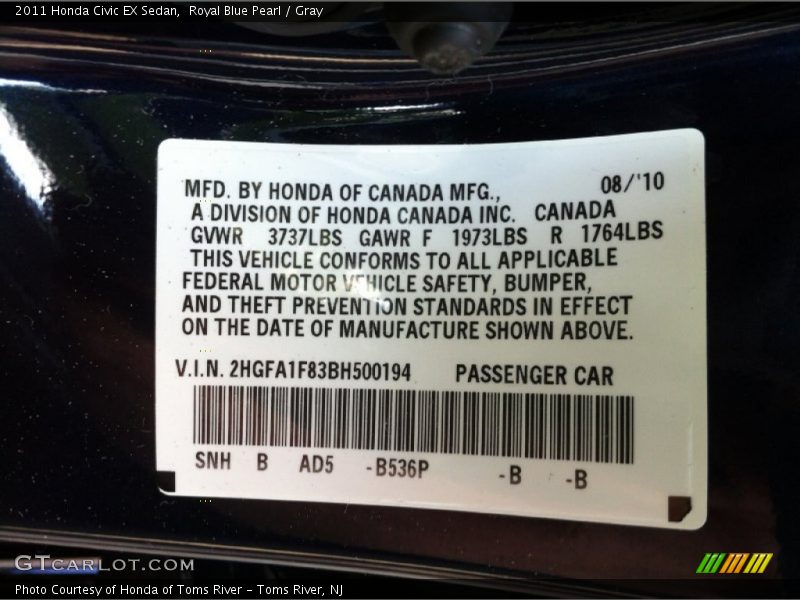 2011 Honda Civic EX Sedan,  Royal Blue Pearl / Gray
MFD. BY HONDA OF CANADA MFG., 08/'10
A DIVISION OF HONDA CANADA INC. CANADA
GVWR 3737LBS GAWR F 1973LBS R 1764LBS
THIS VEHICLE CONFORMS TO ALL APPLICABLE
FEDERAL MOTOR VEHICLE SAFETY, BUMPER,
AND THEFT PREVENTION STANDARDS IN EFFECT
ON THE DATE OF MANUFACTURE SHOWN ABOVE.
V.I.N. 2HGFA1F83BH500194 PASSENGER CAR
SNH B AD5 -B536P -B -B
GTCARLOT.COM
Photo Courtesy of Honda of Toms River - Toms River, NJ